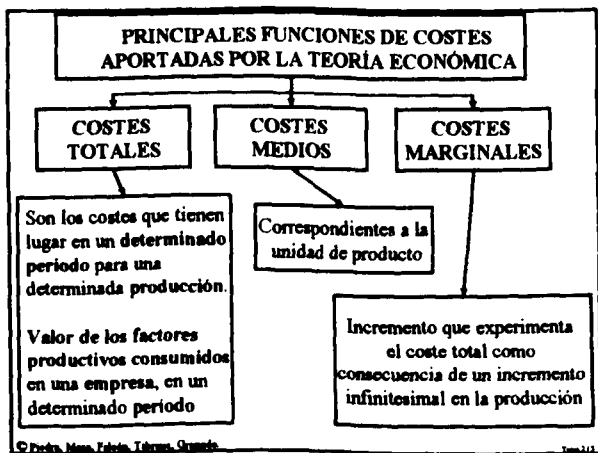 PRINCIPALES FUNCIONES DE COSTES
APORTADAS POR LA TEORÍA ECONÓMICA
COSTES
TOTALES
COSTES
MEDIOS
COSTES
MARGINALES
Son los costes que tienen
lugar en un determinado
período para una
determinada producción.
Valor de los factores
productivos consumidos
en una empresa, en un
determinado período
Correspondientes a la
unidad de producto
Incremento que experimenta
el coste total como
consecuencia de un incremento
infinitesimal en la producción
©